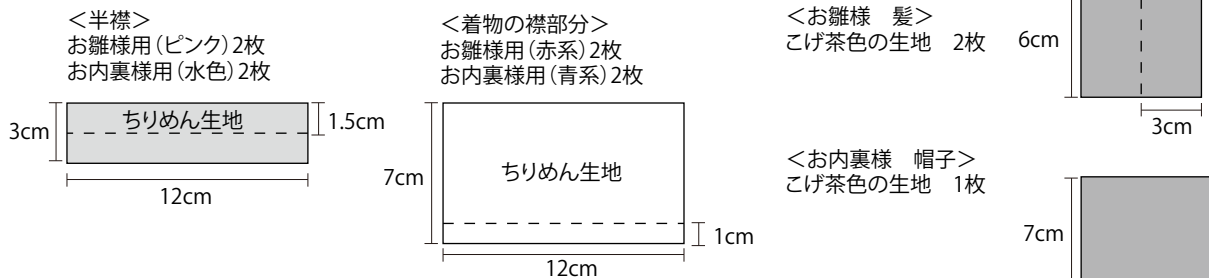 ＜半襟＞
お雛様用（ピンク）2枚
お内裏様用（水色）2枚
ちりめん生地
3cm
1.5cm
12cm
＜着物の襟部分＞
お雛様用（赤系）2枚
お内裏様用（青系）2枚
ちりめん生地
7cm
1cm
12cm
＜お雛様　髪＞
こげ茶色の生地　2枚
6cm
3cm
＜お内裏様　帽子＞
こげ茶色の生地　1枚
7cm